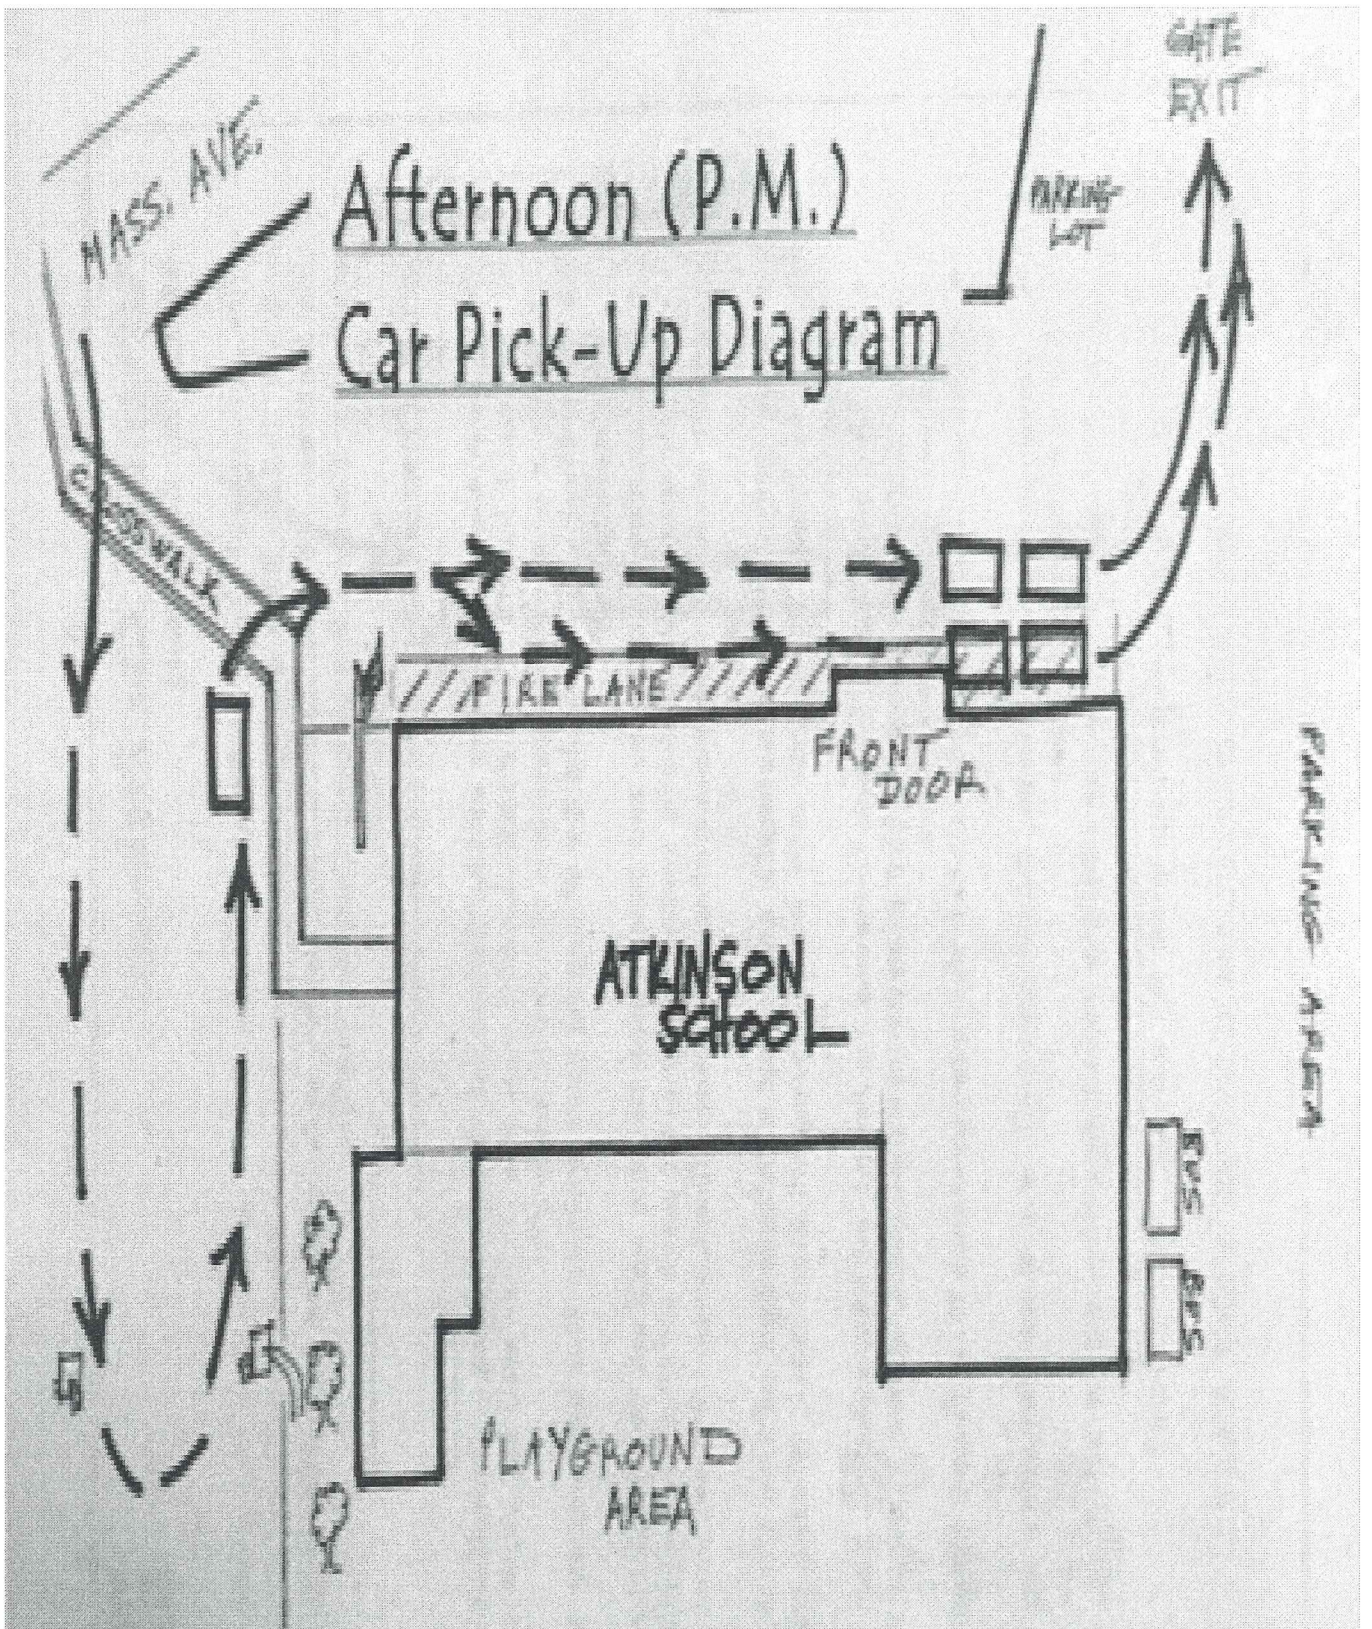 GATE
EXIT
MASS. AVE.
Afternoon (P.M.)
Car Pick-Up Diagram
PARKING
LOT
CROSSWALK
FIRE LANE
FRONT
DOOR
PARKING AREA
ATKINSON
SCHOOL
BUS
BUS
PLAYGROUND
AREA